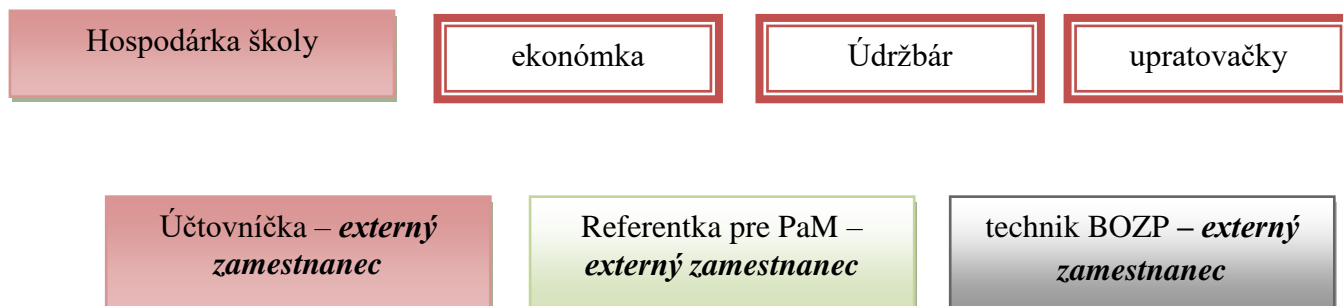 Hospodárka školy
ekonómka
Údržbár
upratovačky
Účtovníčka – externý
zamestnanec
Referentka pre PaM –
externý zamestnanec
technik BOZP – externý
zamestnanec